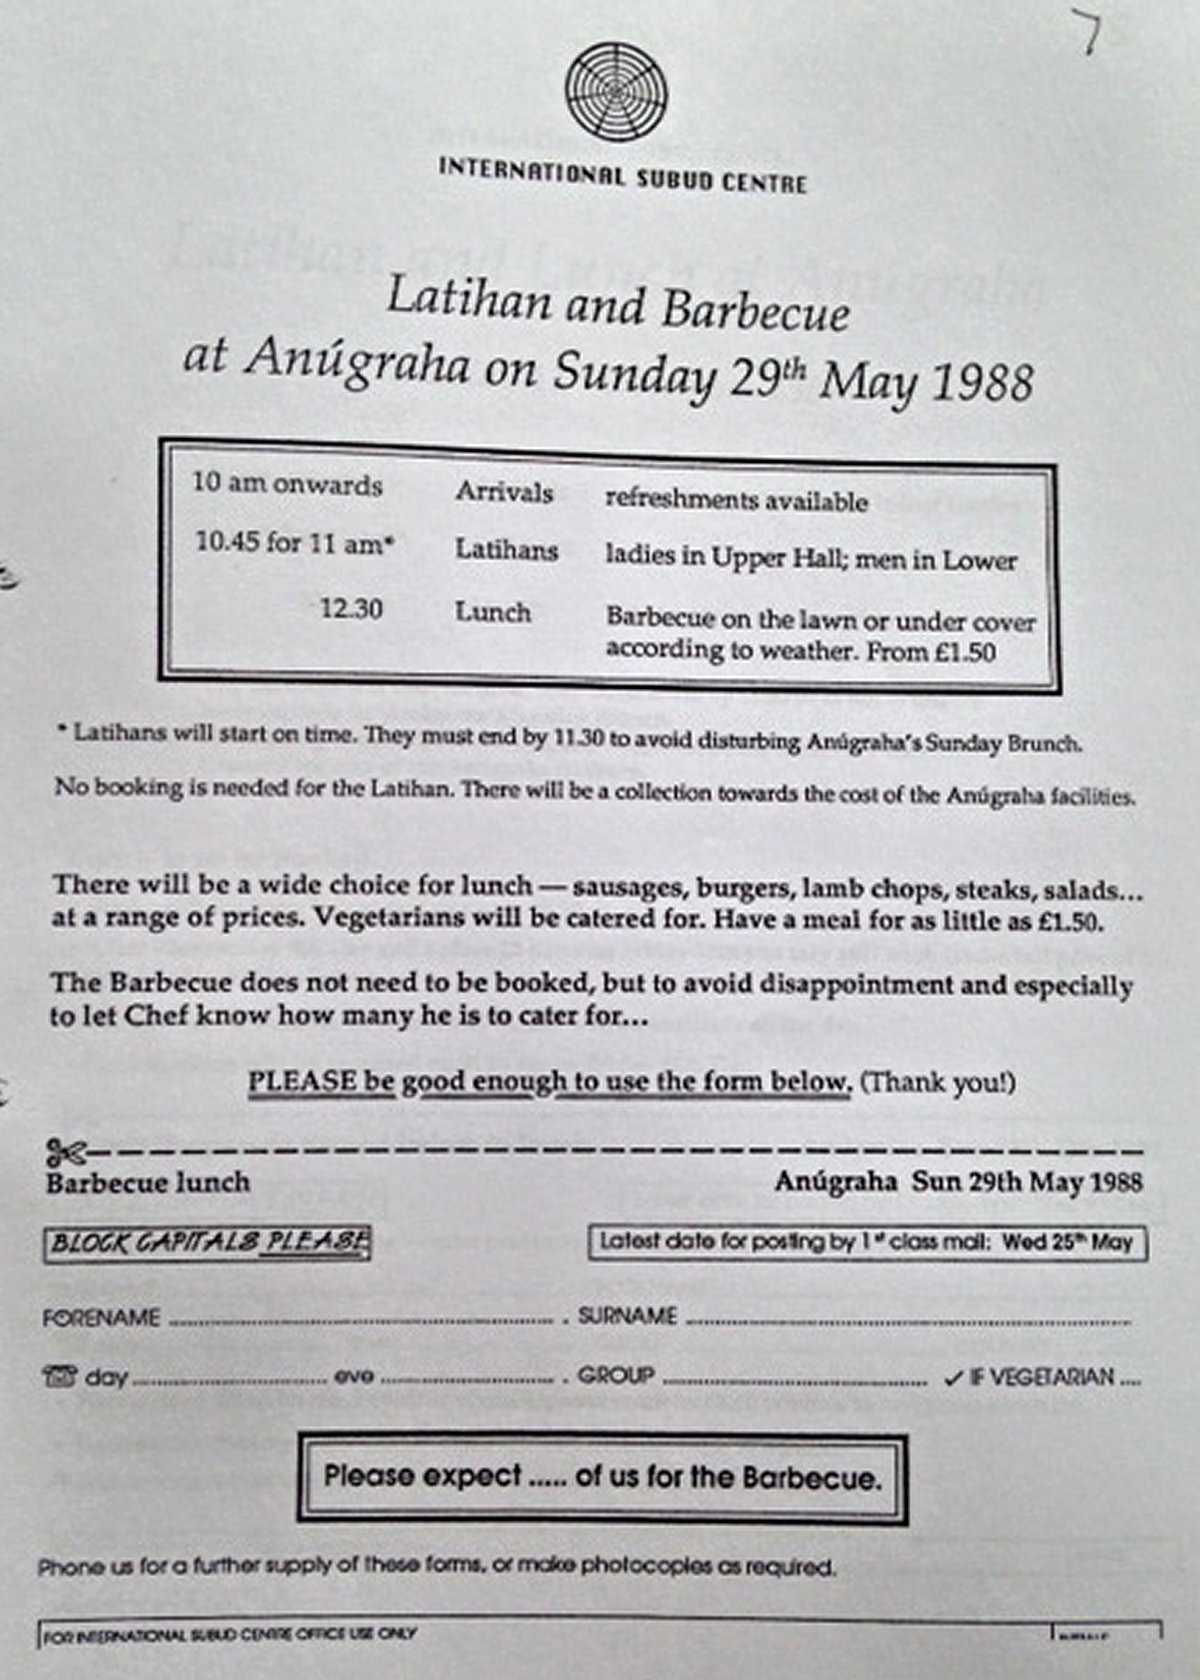 7
INTERNATIONAL SUBUD CENTRE
Latihan and Barbecue
at Anúgraha on Sunday 29th May 1988
10 am onwards Arrivals refreshments available
10.45 for 11 am* Latihans ladies in Upper Hall; men in Lower
12.30 Lunch Barbecue on the lawn or under cover
according to weather. From £1.50
* Latihans will start on time. They must end by 11.30 to avoid disturbing Anúgraha's Sunday Brunch.
No booking is needed for the Latihan. There will be a collection towards the cost of the Anúgraha facilities.
There will be a wide choice for lunch — sausages, burgers, lamb chops, steaks, salads...
at a range of prices. Vegetarians will be catered for. Have a meal for as little as £1.50.
The Barbecue does not need to be booked, but to avoid disappointment and especially
to let Chef know how many he is to cater for...
PLEASE be good enough to use the form below. (Thank you!)
Barbecue lunch Anúgraha Sun 29th May 1988
BLOCK CAPITALS PLEASE Latest date for posting by 1st class mail: Wed 25th May
FORENAME .......... . SURNAME ..........
☎ day .......... eve .......... . GROUP .......... ✓ IF VEGETARIAN ....
Please expect ..... of us for the Barbecue.
Phone us for a further supply of these forms, or make photocopies as required.
FOR INTERNATIONAL SUBUD CENTRE OFFICE USE ONLY